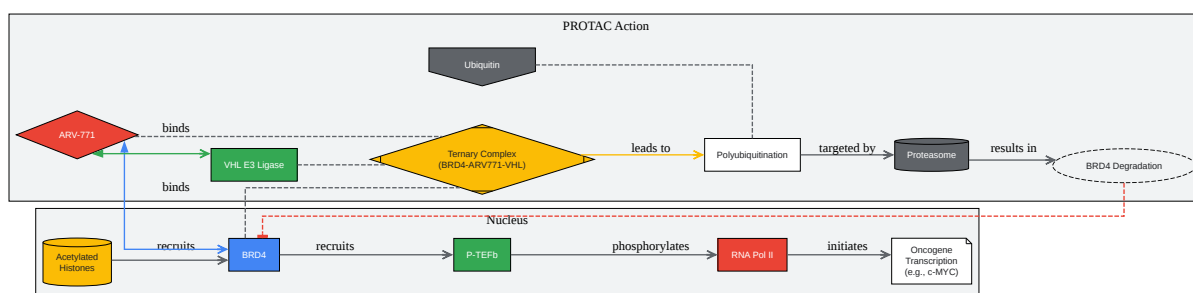 PROTAC Action
Ubiquitin
ARV-771
binds
VHL E3 Ligase
Ternary Complex
(BRD4-ARV771-VHL)
leads to
Polyubiquitination
targeted by
Proteasome
results in
BRD4 Degradation
binds
Nucleus
Acetylated
Histones
recruits
BRD4
recruits
P-TEFb
phosphorylates
RNA Pol II
initiates
Oncogene
Transcription
(e.g., c-MYC)